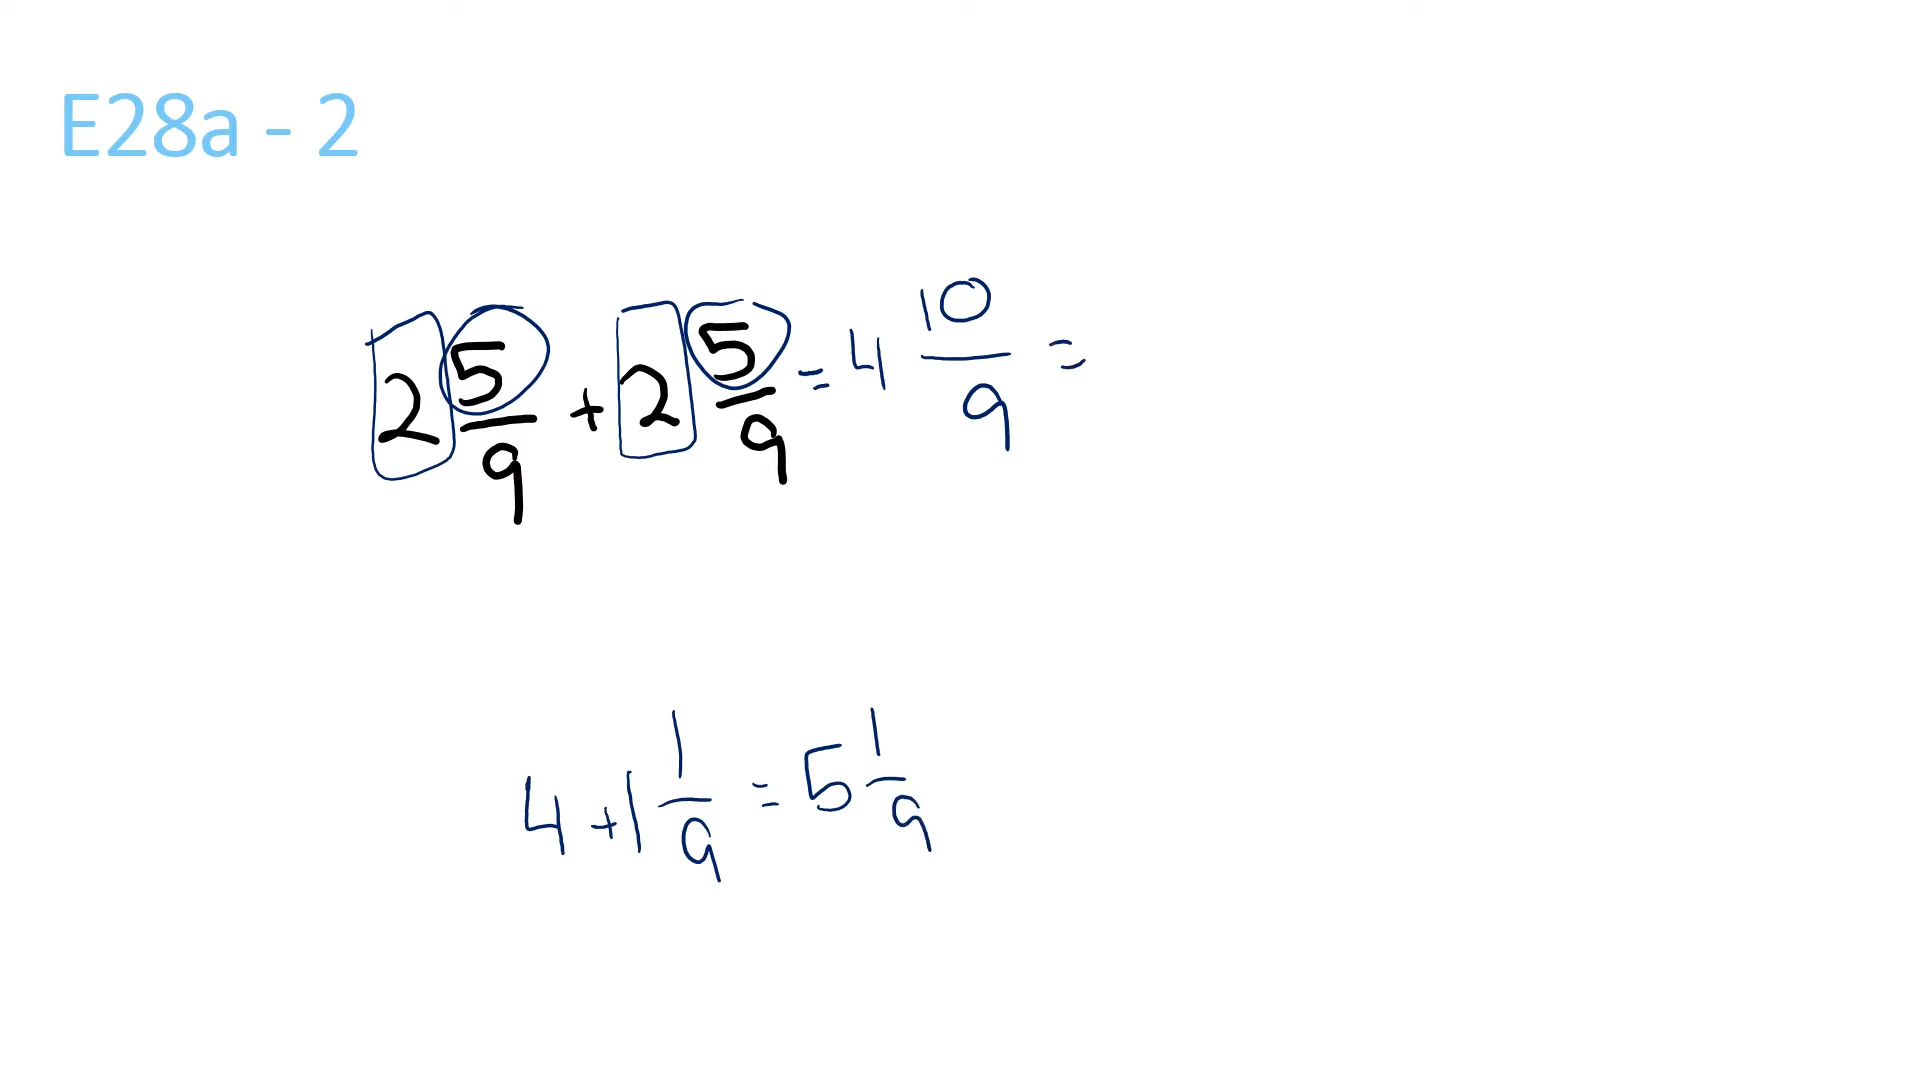 E28a - 2
2 5/9 + 2 5/9 = 4 10/9 =
4 + 1 1/9 = 5 1/9